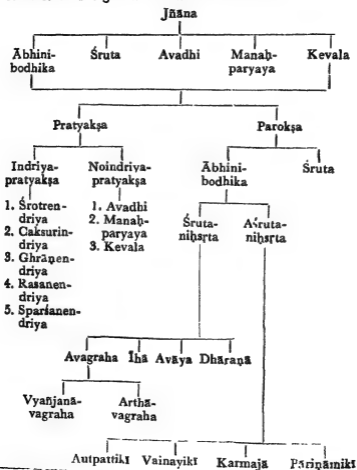 Jñāna
Ābhini-
bodhika
Śruta
Avadhi
Manaḥ-
paryaya
Kevala
Pratyakṣa
Parokṣa
Indriya-
pratyakṣa
Noindriya-
pratyakṣa
Ābhini-
bodhika
Śruta
1. Śrotren-
driya
2. Caksurin-
driya
3. Ghrāṇen-
driya
4. Rasanen-
driya
5. Sparśanen-
driya
1. Avadhi
2. Manaḥ-
paryaya
3. Kevala
Śruta-
niḥsṛta
Aśruta-
niḥsṛta
Avagraha Īhā Avāya Dhāraṇā
Vyañjanā-
vagraha
Arthā-
vagraha
Autpattikī Vainayikī Karmajā Pāriṇāmikī